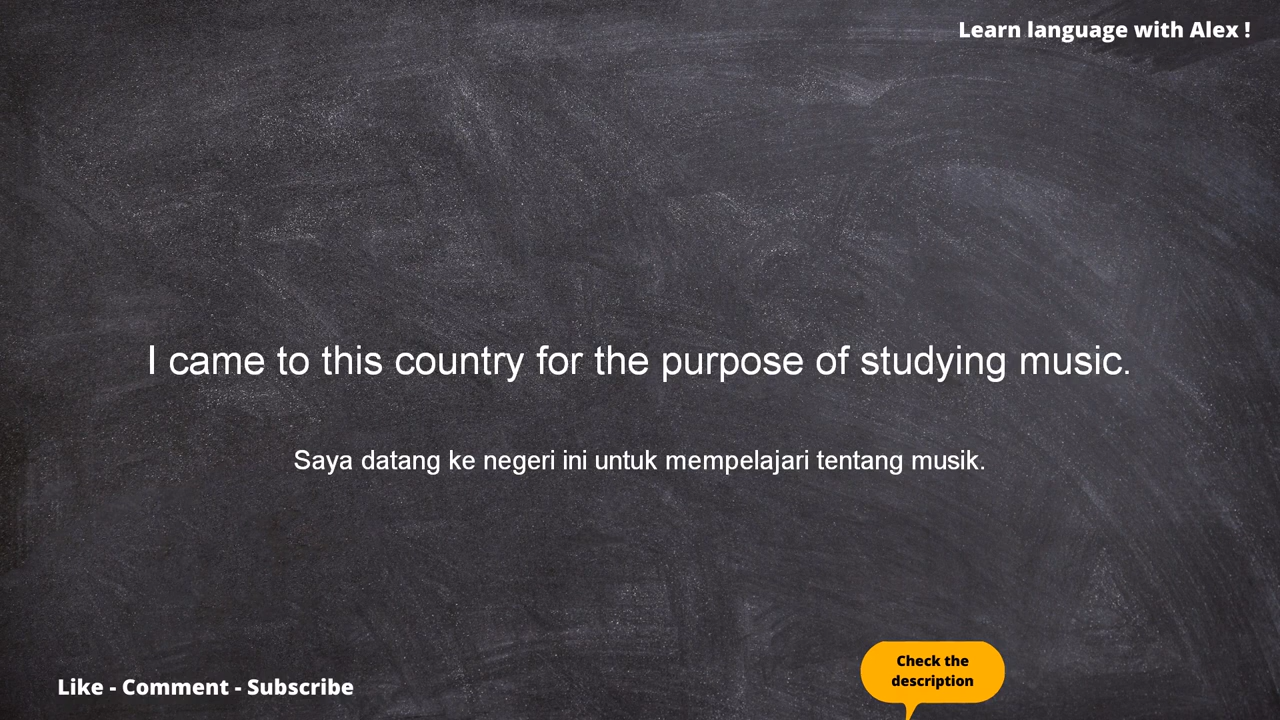 Learn language with Alex !
I came to this country for the purpose of studying music.
Saya datang ke negeri ini untuk mempelajari tentang musik.
Check the
description
Like - Comment - Subscribe